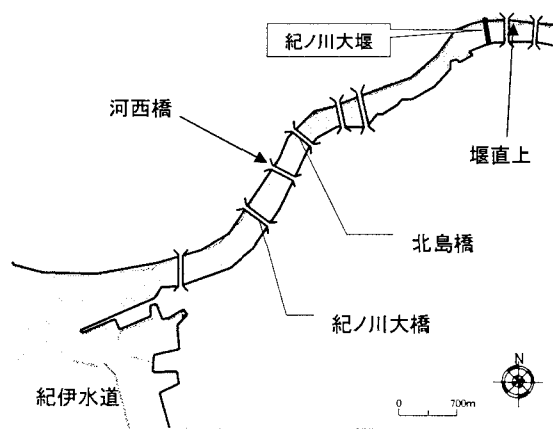 紀ノ川大堰
河西橋
堰直上
北島橋
紀ノ川大橋
紀伊水道
N
0 700m